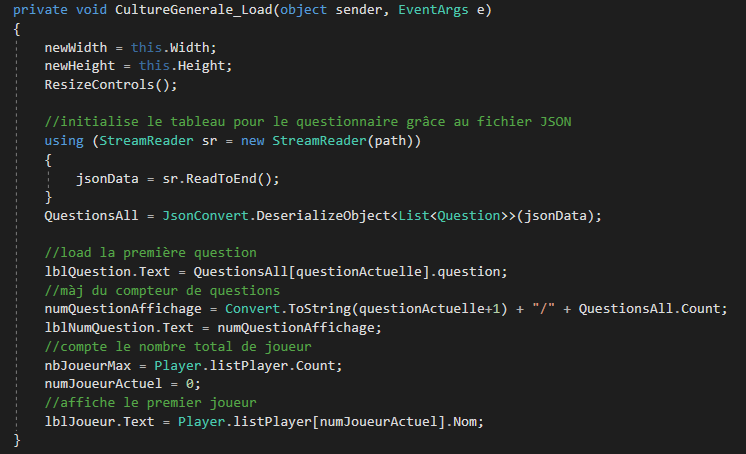 private void CultureGenerale_Load(object sender, EventArgs e)
{
    newWidth = this.Width;
    newHeight = this.Height;
    ResizeControls();

    //initialise le tableau pour le questionnaire grâce au fichier JSON
    using (StreamReader sr = new StreamReader(path))
    {
        jsonData = sr.ReadToEnd();
    }
    QuestionsAll = JsonConvert.DeserializeObject<List<Question>>(jsonData);

    //load la première question
    lblQuestion.Text = QuestionsAll[questionActuelle].question;
    //màj du compteur de questions
    numQuestionAffichage = Convert.ToString(questionActuelle+1) + "/" + QuestionsAll.Count;
    lblNumQuestion.Text = numQuestionAffichage;
    //compte le nombre total de joueur
    nbJoueurMax = Player.listPlayer.Count;
    numJoueurActuel = 0;
    //affiche le premier joueur
    lblJoueur.Text = Player.listPlayer[numJoueurActuel].Nom;
}